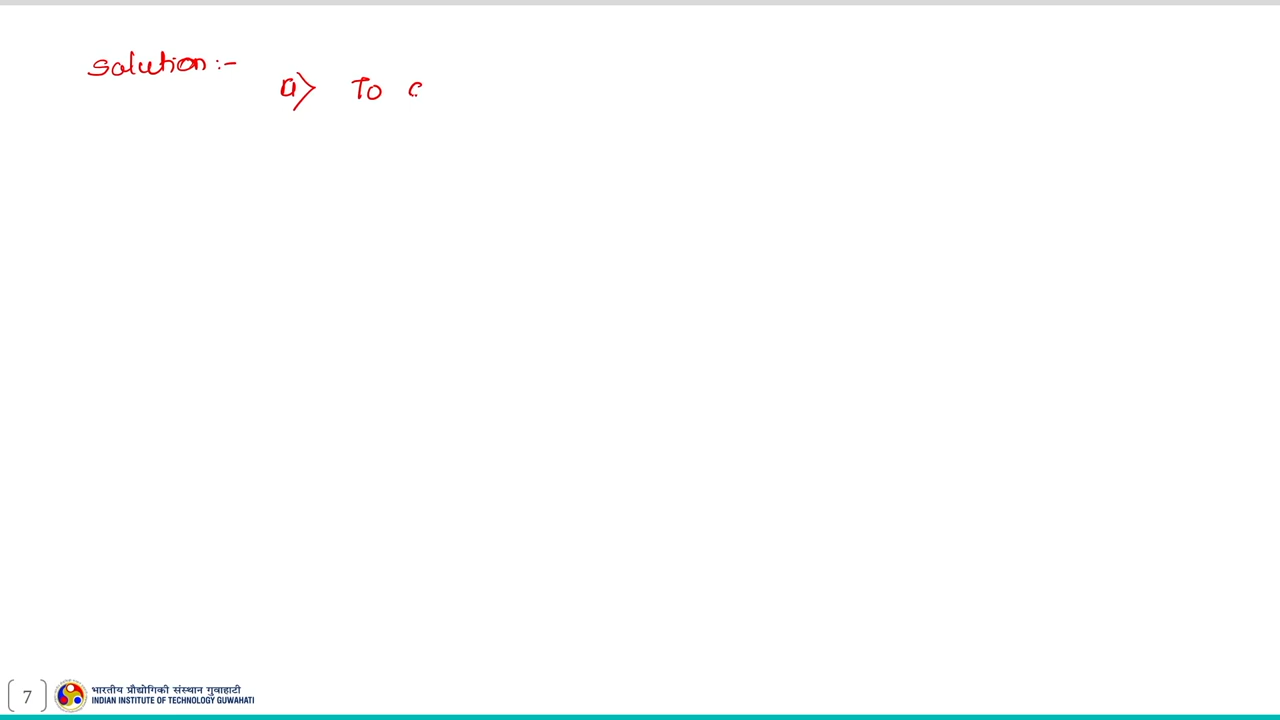 Solution :-
a> To c
[ 7 ]
भारतीय प्रौद्योगिकी संस्थान गुवाहाटी
INDIAN INSTITUTE OF TECHNOLOGY GUWAHATI